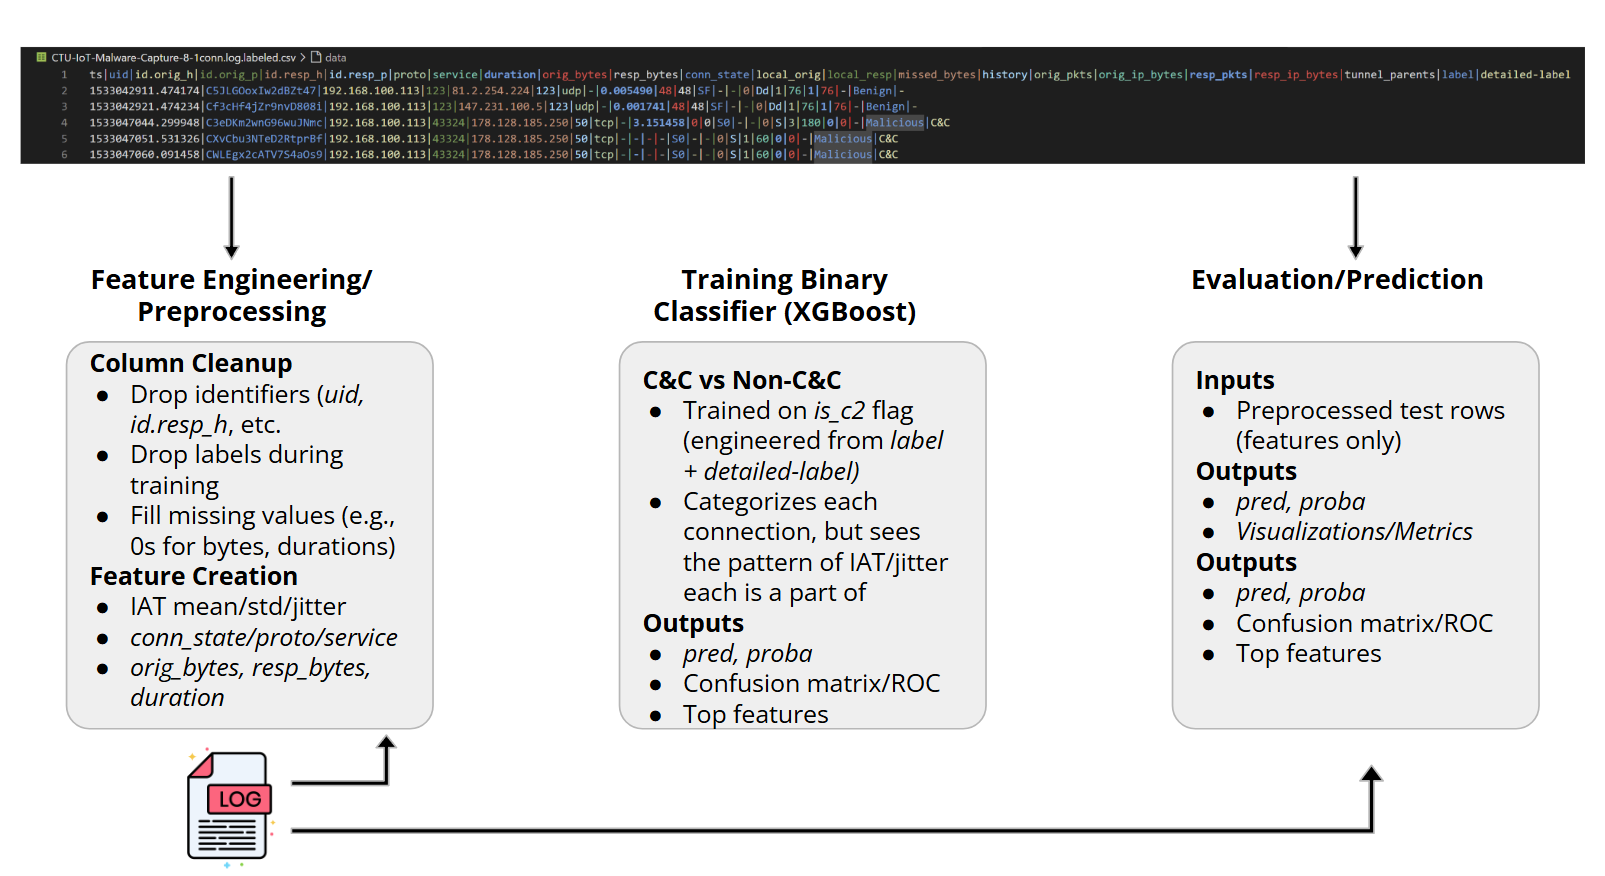 CTU-IoT-Malware-Capture-8-1conn.log.labeled.csv > data
1 ts|uid|id.orig_h|id.orig_p|id.resp_h|id.resp_p|proto|service|duration|orig_bytes|resp_bytes|conn_state|local_orig|local_resp|missed_bytes|history|orig_pkts|orig_ip_bytes|resp_pkts|resp_ip_bytes|tunnel_parents|label|detailed-label
2 1533042911.474174|C5JLGOoxIw2dBZt47|192.168.100.113|123|81.2.254.224|123|udp|-|0.005490|48|48|SF|-|-|0|Dd|1|76|1|76|-|Benign|-
3 1533042921.474234|Cf3cHf4jZr9nvD808i|192.168.100.113|123|147.231.100.5|123|udp|-|0.001741|48|48|SF|-|-|0|Dd|1|76|1|76|-|Benign|-
4 1533047044.299948|C3eDKm2wnG96wuJNmc|192.168.100.113|43324|178.128.185.250|50|tcp|-|3.151458|0|0|S0|-|-|0|S|3|180|0|0|-|Malicious|C&C
5 1533047051.531326|CXvCbu3NTeD2RtprBf|192.168.100.113|43324|178.128.185.250|50|tcp|-|-|-|-|S0|-|-|0|S|1|60|0|0|-|Malicious|C&C
6 1533047060.091458|CWLEgx2cATV7S4aOs9|192.168.100.113|43324|178.128.185.250|50|tcp|-|-|-|-|S0|-|-|0|S|1|60|0|0|-|Malicious|C&C
Feature Engineering/
Preprocessing
Column Cleanup
● Drop identifiers (uid,
id.resp_h, etc.
● Drop labels during
training
● Fill missing values (e.g.,
0s for bytes, durations)
Feature Creation
● IAT mean/std/jitter
● conn_state/proto/service
● orig_bytes, resp_bytes,
duration
Training Binary
Classifier (XGBoost)
C&C vs Non-C&C
● Trained on is_c2 flag
(engineered from label
+ detailed-label)
● Categorizes each
connection, but sees
the pattern of IAT/jitter
each is a part of
Outputs
● pred, proba
● Confusion matrix/ROC
● Top features
Evaluation/Prediction
Inputs
● Preprocessed test rows
(features only)
Outputs
● pred, proba
● Visualizations/Metrics
Outputs
● pred, proba
● Confusion matrix/ROC
● Top features
LOG